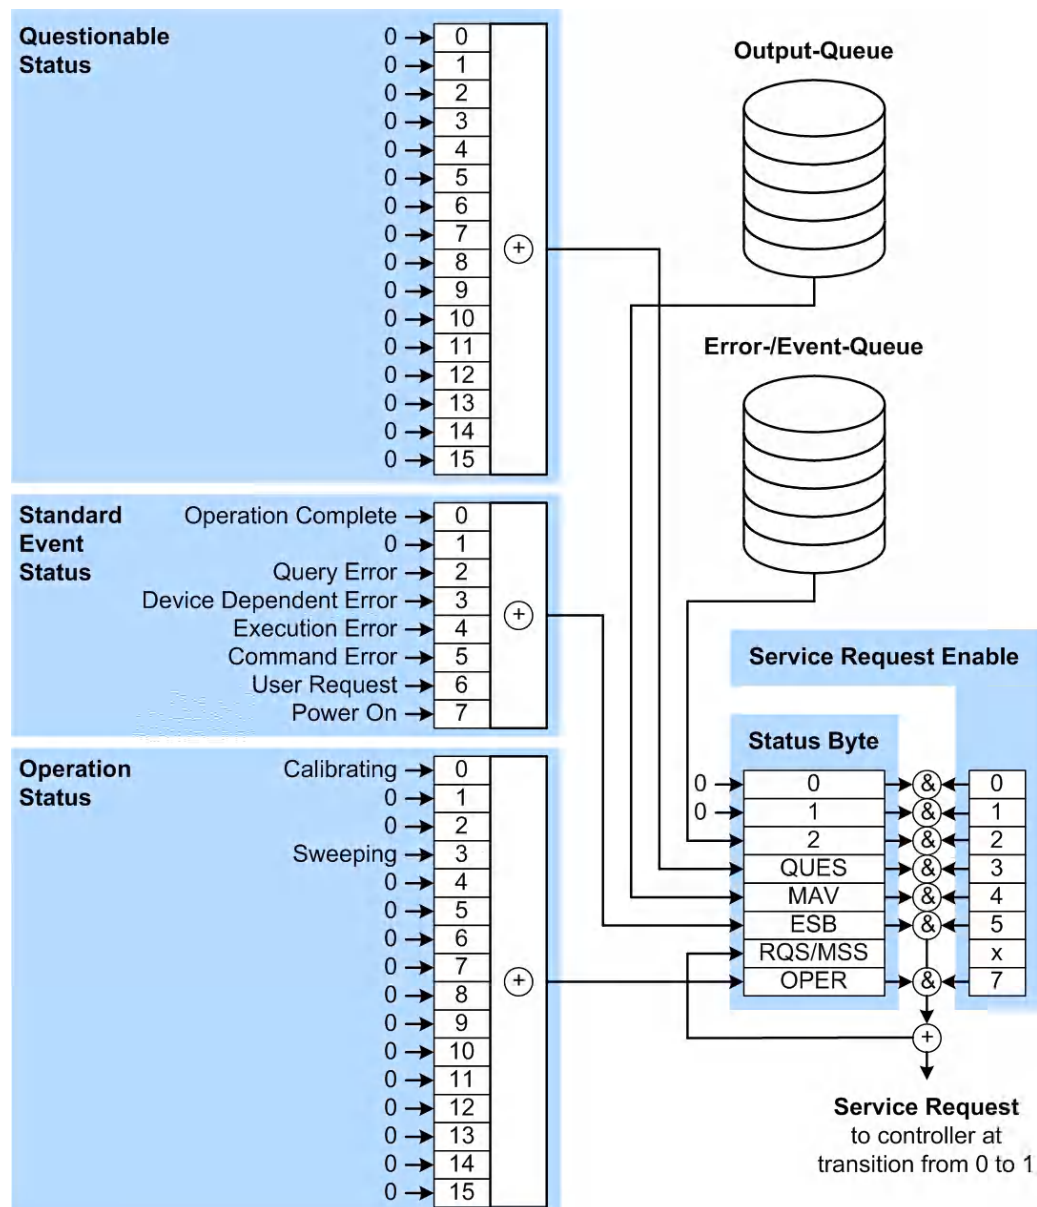 Questionable
Status
0 0
0 1
0 2
0 3
0 4
0 5
0 6
0 7
0 8
0 9
0 10
0 11
0 12
0 13
0 14
0 15
+
Output-Queue
Error-/Event-Queue
Standard
Event
Status
Operation Complete 0
0 1
Query Error 2
Device Dependent Error 3
Execution Error 4
Command Error 5
User Request 6
Power On 7
+
Operation
Status
Calibrating 0
0 1
0 2
Sweeping 3
0 4
0 5
0 6
0 7
0 8
0 9
0 10
0 11
0 12
0 13
0 14
0 15
+
Service Request Enable
Status Byte
0 0 & 0
0 1 & 1
2 & 2
QUES & 3
MAV & 4
ESB & 5
RQS/MSS x
OPER & 7
+
Service Request
to controller at
transition from 0 to 1